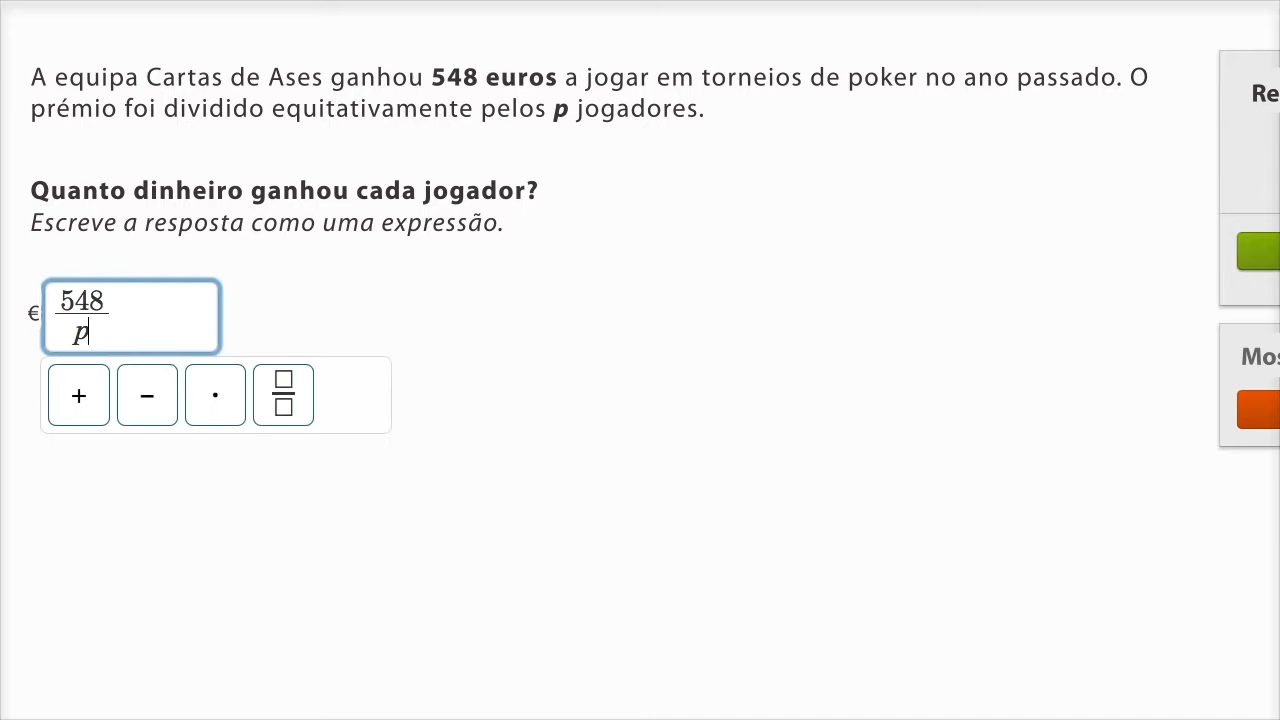 A equipa Cartas de Ases ganhou 548 euros a jogar em torneios de poker no ano passado. O
prémio foi dividido equitativamente pelos p jogadores.
Quanto dinheiro ganhou cada jogador?
Escreve a resposta como uma expressão.
€
548
p
+ − ·
Re
Mos